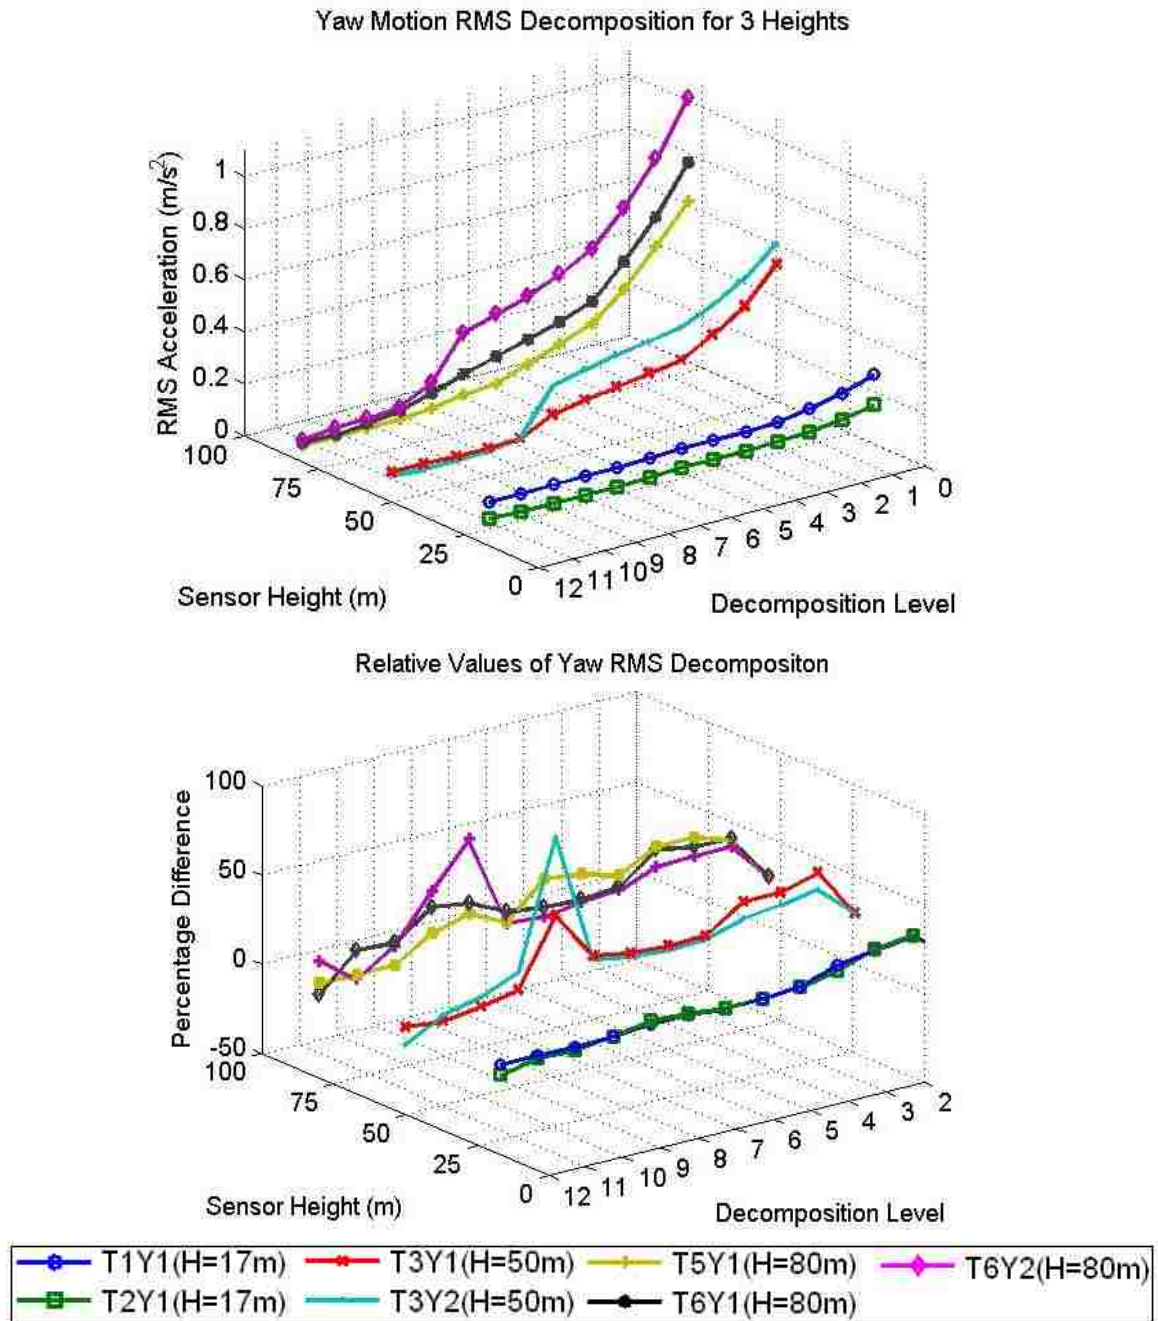 Yaw Motion RMS Decomposition for 3 Heights
RMS Acceleration (m/s²)
1
0.8
0.6
0.4
0.2
0
100
75
50
25
0
Sensor Height (m)
12 11 10 9 8 7 6 5 4 3 2 1 0
Decomposition Level
Relative Values of Yaw RMS Decompositon
Percentage Difference
100
50
0
-50
100
75
50
25
0
Sensor Height (m)
12 11 10 9 8 7 6 5 4 3 2
Decomposition Level
T1Y1(H=17m) T3Y1(H=50m) T5Y1(H=80m) T6Y2(H=80m)
T2Y1(H=17m) T3Y2(H=50m) T6Y1(H=80m)